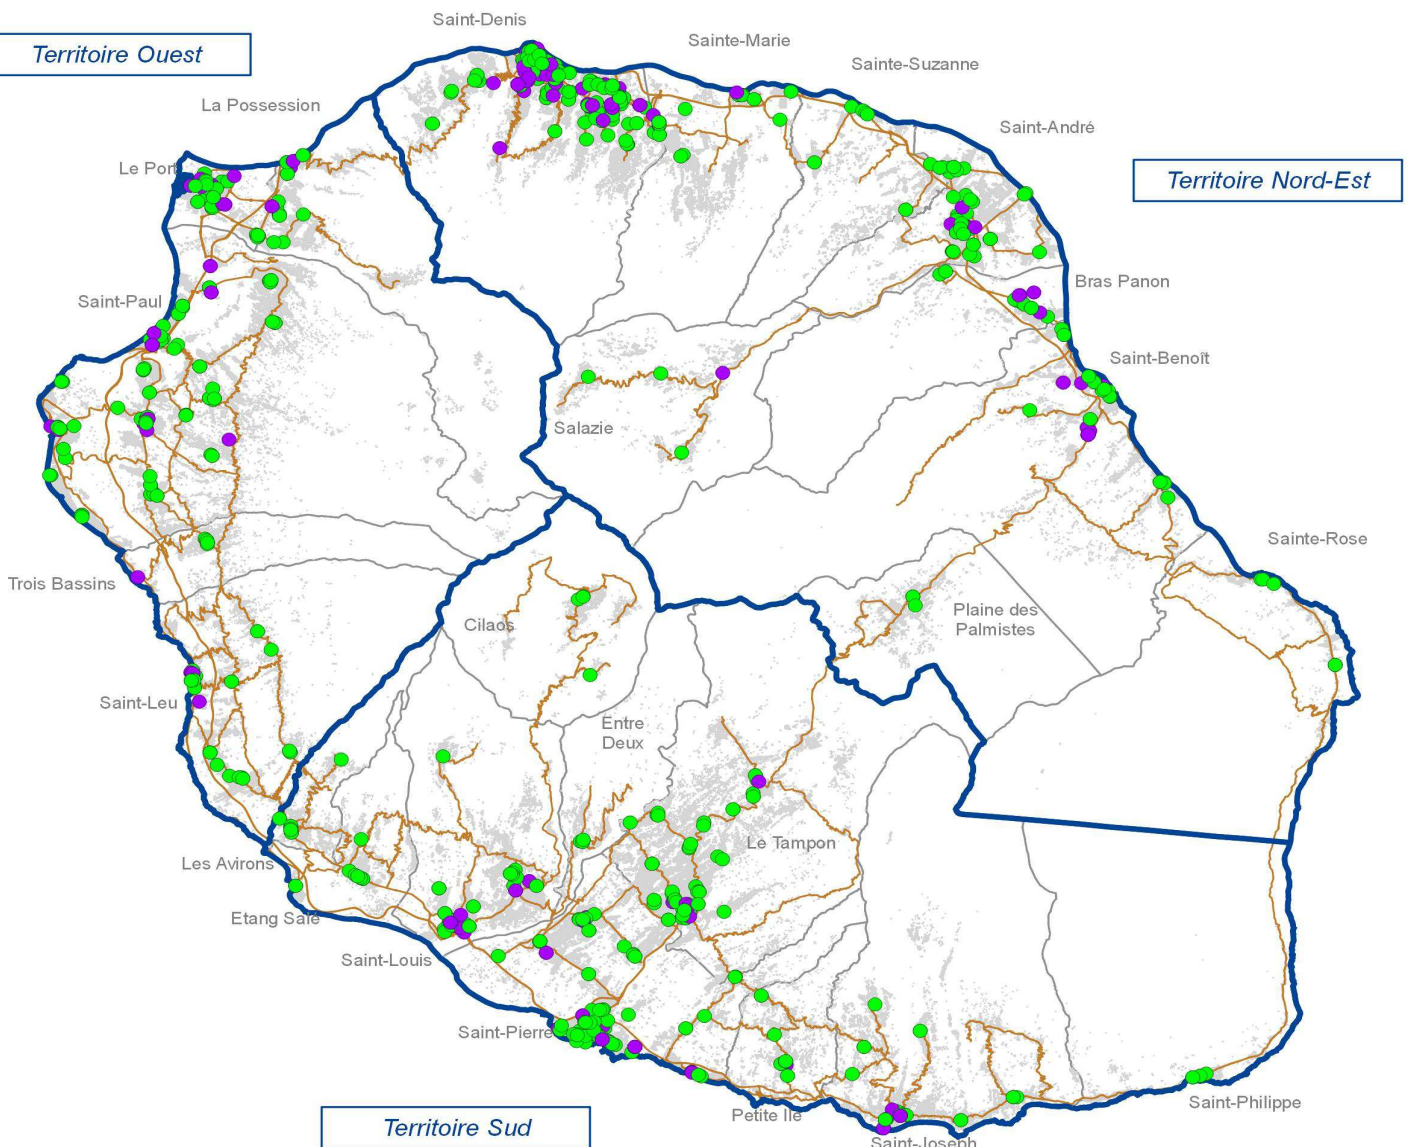 Saint-Denis
Territoire Ouest
Sainte-Marie
Sainte-Suzanne
La Possession
Saint-André
Le Port
Territoire Nord-Est
Bras Panon
Saint-Paul
Saint-Benoît
Salazie
Sainte-Rose
Trois Bassins
Plaine des
Palmistes
Cilaos
Saint-Leu
Entre
Deux
Le Tampon
Les Avirons
Etang Salé
Saint-Louis
Saint-Pierre
Saint-Philippe
Petite Ile
Territoire Sud
Saint-Joseph